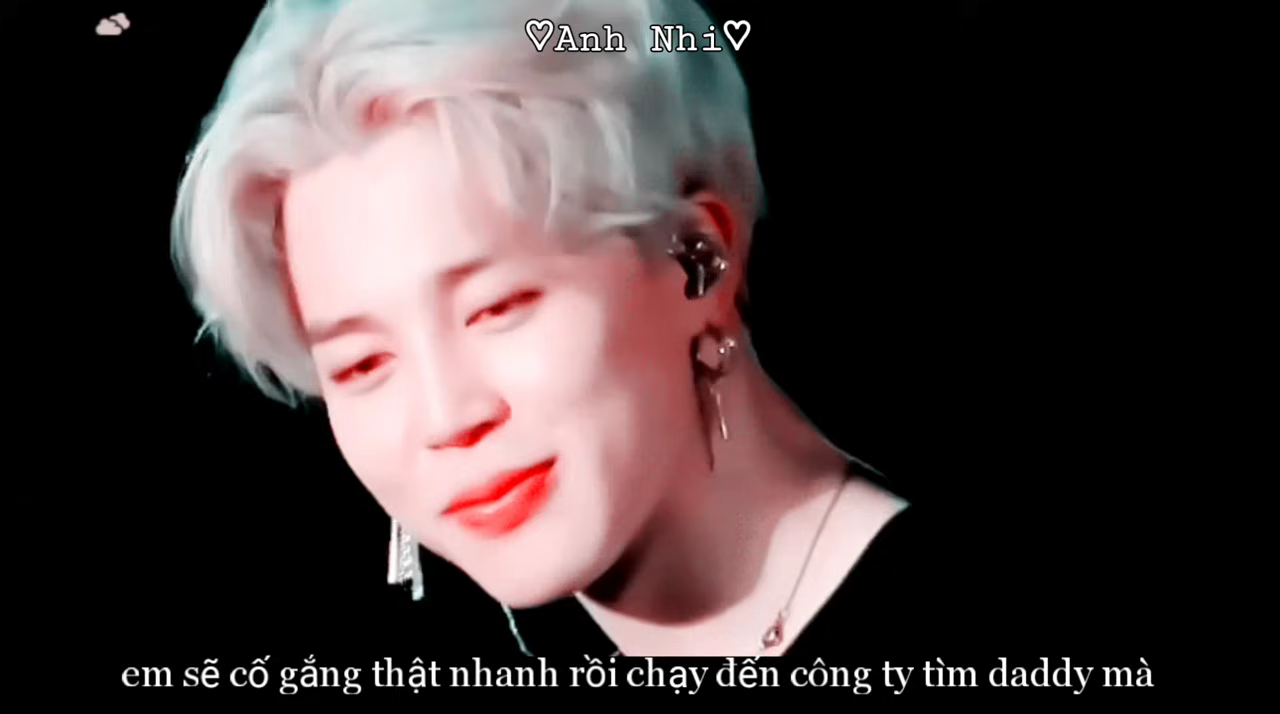 ♡Anh Nhi♡
em sẽ cố gắng thật nhanh rồi chạy đến công ty tìm daddy mà